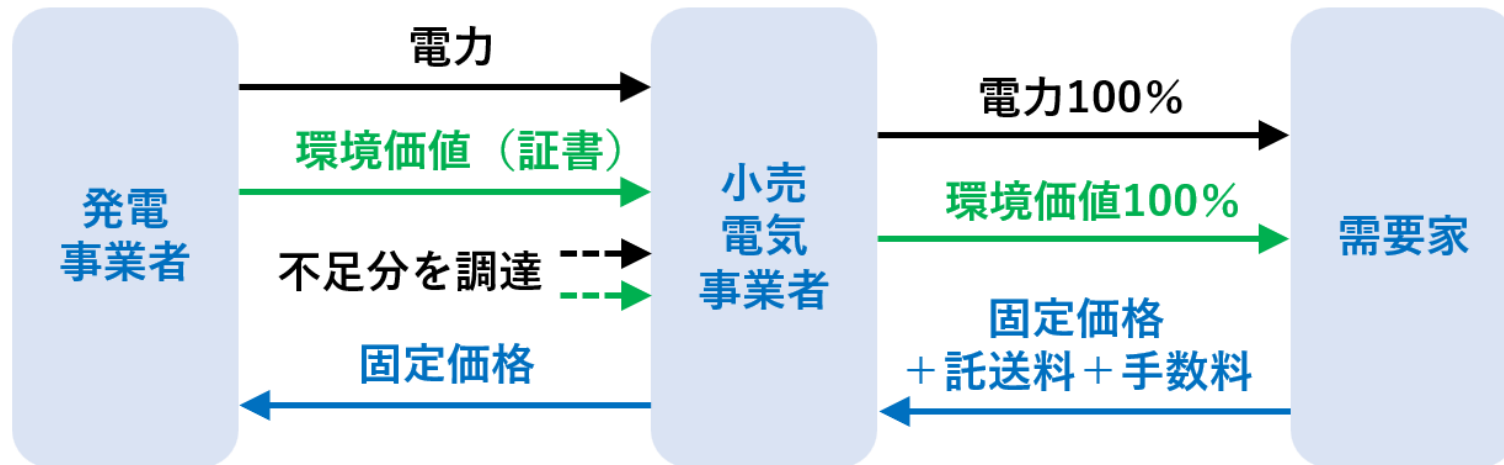 発電
事業者
電力
環境価値（証書）
不足分を調達
固定価格
小売
電気
事業者
電力100％
環境価値100％
固定価格
＋託送料＋手数料
需要家